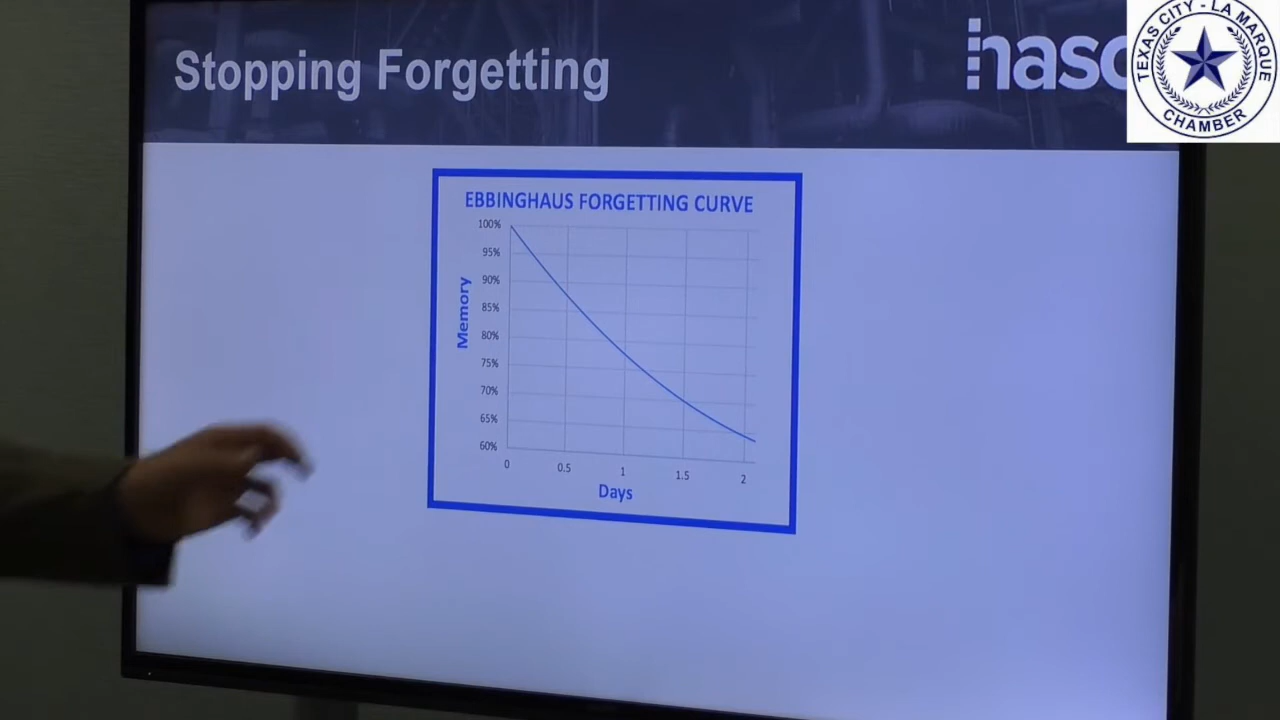 Stopping Forgetting
TEXAS CITY - LA MARQUE
CHAMBER
EBBINGHAUS FORGETTING CURVE
100%
95%
90%
85%
80%
75%
70%
65%
60%
Memory
0 0.5 1 1.5 2
Days